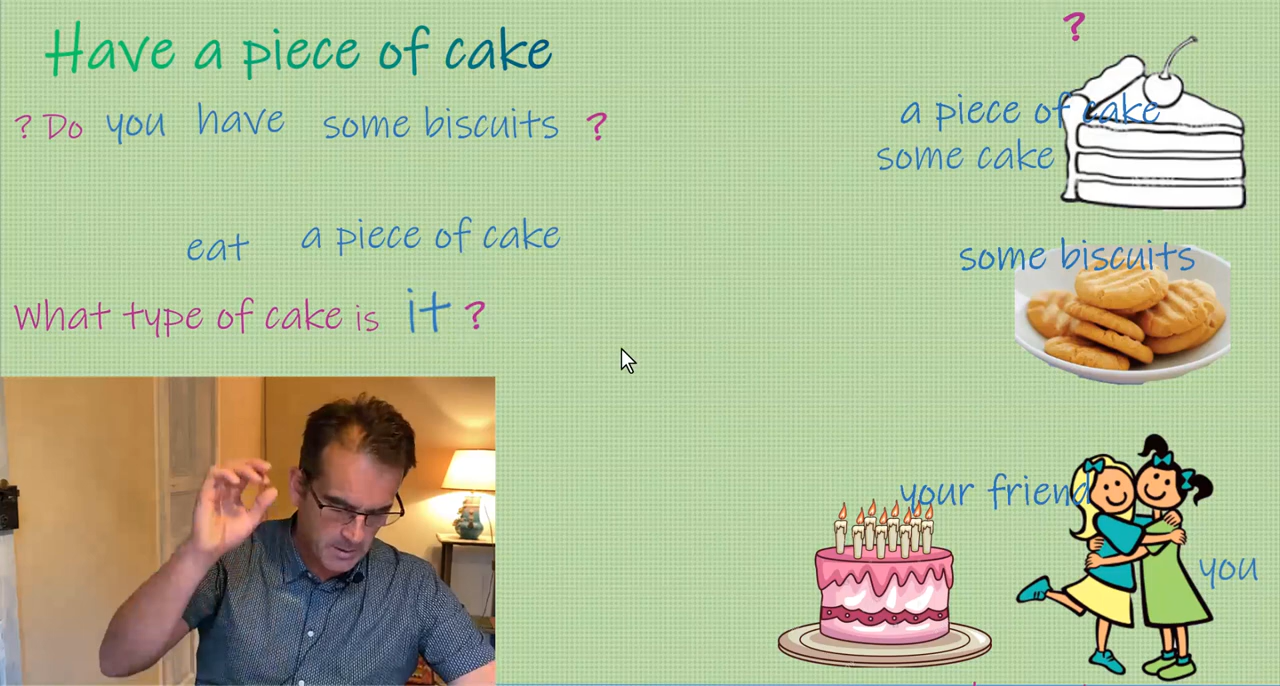 Have a piece of cake
? Do you have some biscuits ?
eat a piece of cake
What type of cake is it ?
?
a piece of cake
some cake
some biscuits
your friend
you